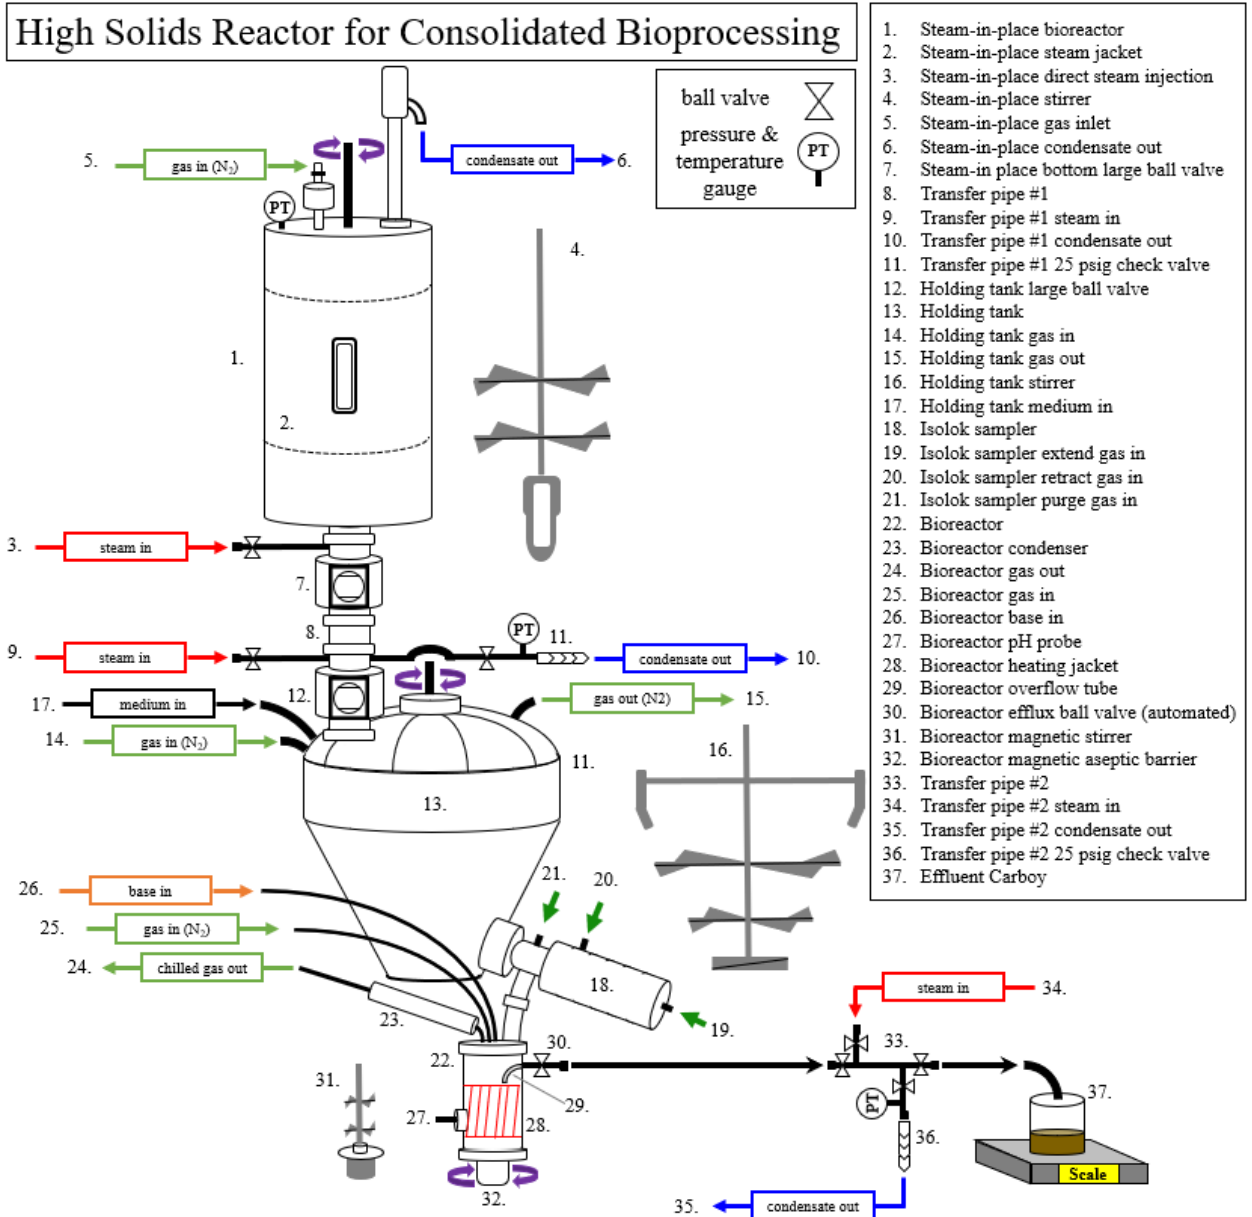 High Solids Reactor for Consolidated Bioprocessing
ball valve
pressure &
temperature
gauge
PT
1. Steam-in-place bioreactor
2. Steam-in-place steam jacket
3. Steam-in-place direct steam injection
4. Steam-in-place stirrer
5. Steam-in-place gas inlet
6. Steam-in-place condensate out
7. Steam-in place bottom large ball valve
8. Transfer pipe #1
9. Transfer pipe #1 steam in
10. Transfer pipe #1 condensate out
11. Transfer pipe #1 25 psig check valve
12. Holding tank large ball valve
13. Holding tank
14. Holding tank gas in
15. Holding tank gas out
16. Holding tank stirrer
17. Holding tank medium in
18. Isolok sampler
19. Isolok sampler extend gas in
20. Isolok sampler retract gas in
21. Isolok sampler purge gas in
22. Bioreactor
23. Bioreactor condenser
24. Bioreactor gas out
25. Bioreactor gas in
26. Bioreactor base in
27. Bioreactor pH probe
28. Bioreactor heating jacket
29. Bioreactor overflow tube
30. Bioreactor efflux ball valve (automated)
31. Bioreactor magnetic stirrer
32. Bioreactor magnetic aseptic barrier
33. Transfer pipe #2
34. Transfer pipe #2 steam in
35. Transfer pipe #2 condensate out
36. Transfer pipe #2 25 psig check valve
37. Effluent Carboy
5. gas in (N₂)
condensate out 6.
PT
4.
1.
2.
3. steam in
7.
8.
PT
11.
9. steam in
condensate out 10.
12.
17. medium in
gas out (N2) 15.
14. gas in (N₂)
16.
11.
13.
26. base in
21.
20.
25. gas in (N₂)
24. chilled gas out
18.
23.
19.
steam in 34.
22.
30.
33.
31.
29.
27.
28.
PT
37.
36.
Scale
32.
35. condensate out